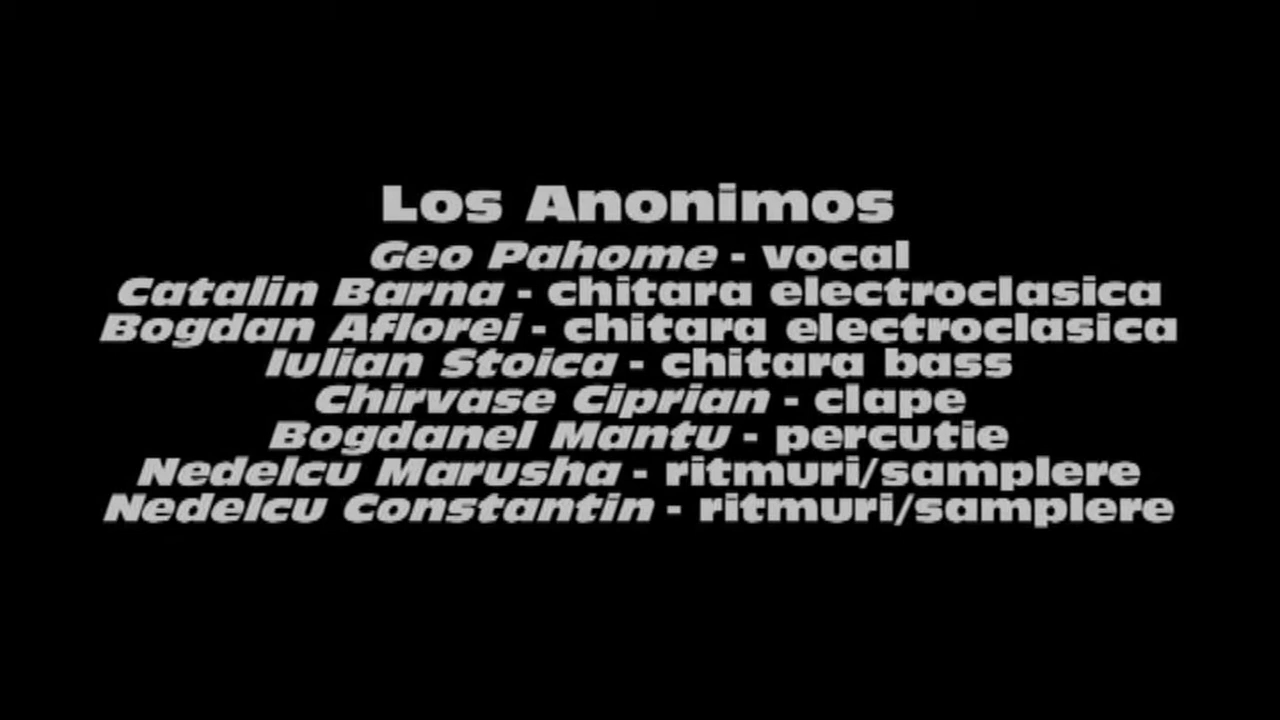 Los Anonimos
Geo Pahome - vocal
Catalin Barna - chitara electroclasica
Bogdan Aflorei - chitara electroclasica
Iulian Stoica - chitara bass
Chirvase Ciprian - clape
Bogdanel Mantu - percutie
Nedelcu Marusha - ritmuri/samplere
Nedelcu Constantin - ritmuri/samplere